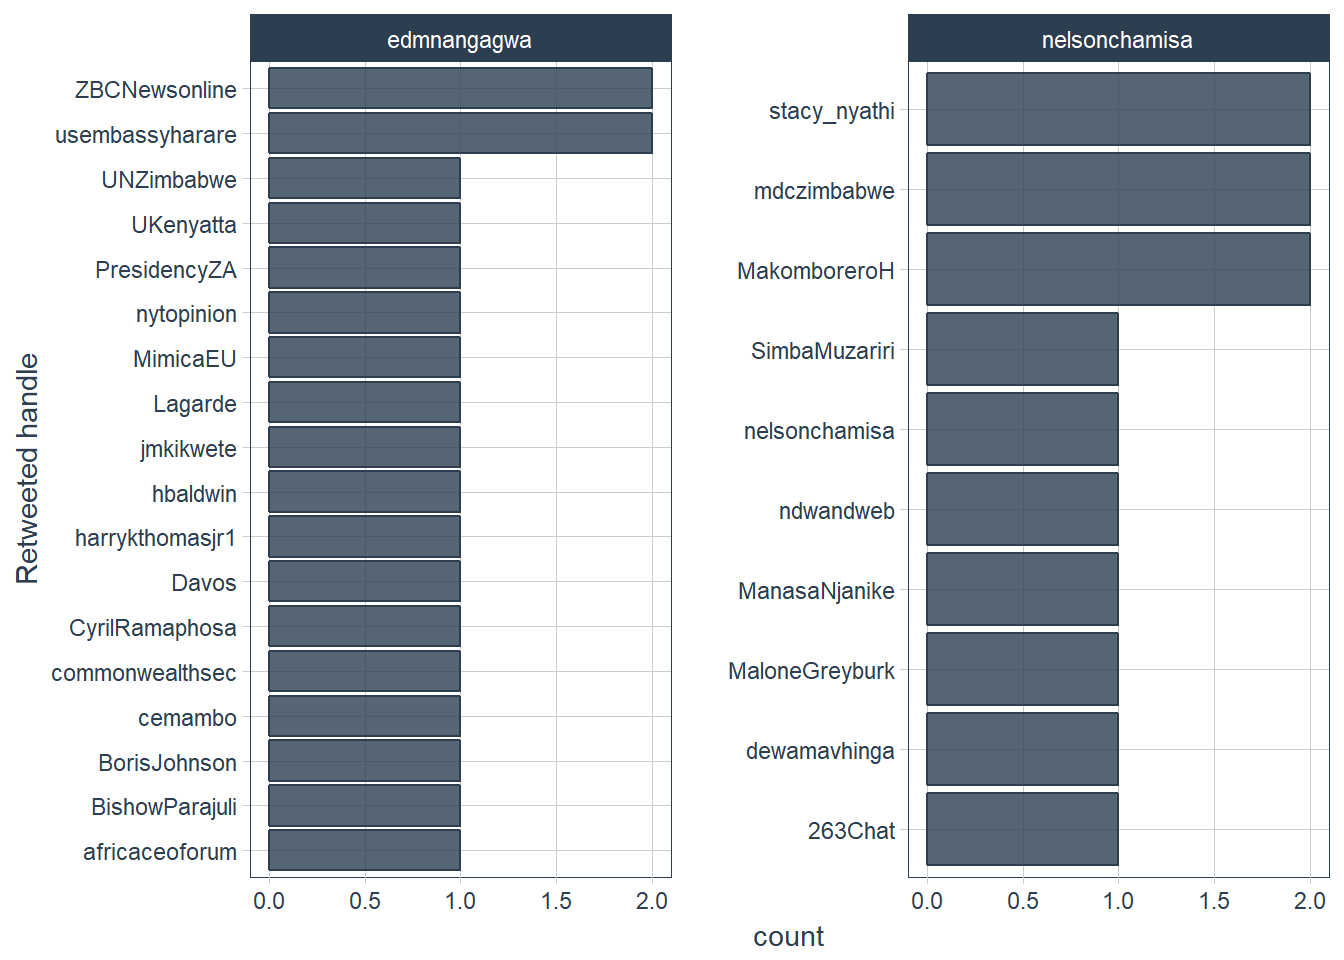 edmnangagwa
nelsonchamisa
Retweeted handle
ZBCNewsonline
usembassyharare
UNZimbabwe
UKenyatta
PresidencyZA
nytopinion
MimicaEU
Lagarde
jmkikwete
hbaldwin
harrykthomasjr1
Davos
CyrilRamaphosa
commonwealthsec
cemambo
BorisJohnson
BishowParajuli
africaceoforum
0.0 0.5 1.0 1.5 2.0
stacy_nyathi
mdczimbabwe
MakomboreroH
SimbaMuzariri
nelsonchamisa
ndwandweb
ManasaNjanike
MaloneGreyburk
dewamavhinga
263Chat
0.0 0.5 1.0 1.5 2.0
count